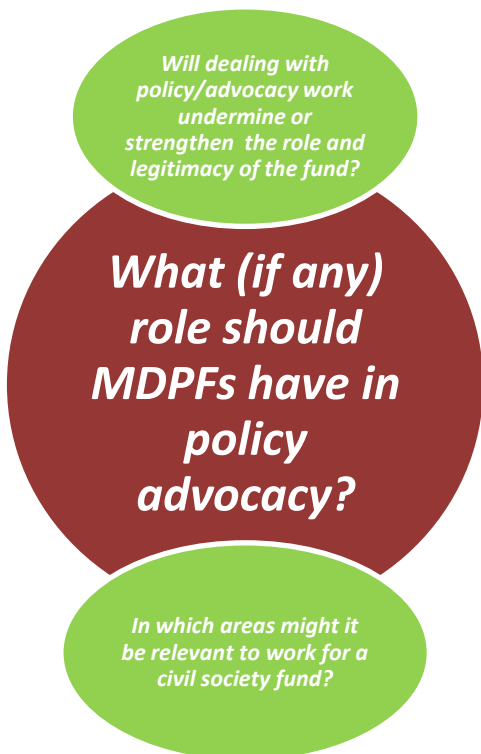 Will dealing with
policy/advocacy work
undermine or
strengthen the role and
legitimacy of the fund?
What (if any)
role should
MDPFs have in
policy
advocacy?
In which areas might it
be relevant to work for a
civil society fund?